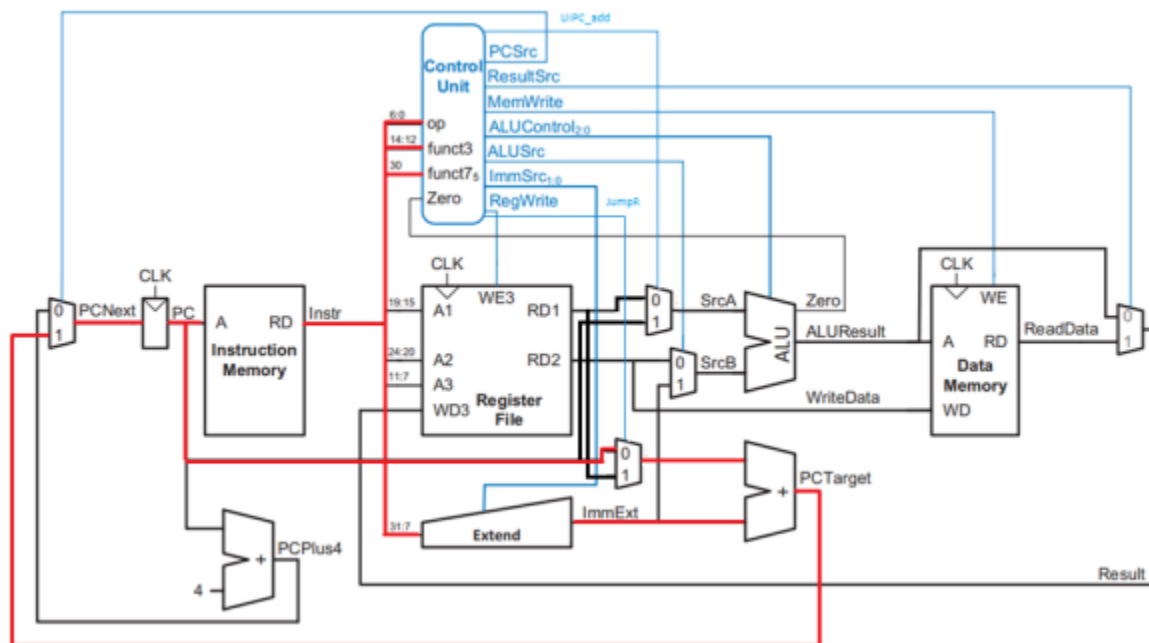 UIPC_add
PCSrc
Control
Unit
ResultSrc
MemWrite
6:0
op
ALUControl2:0
14:12
funct3
ALUSrc
30
funct75
ImmSrc1:0
Zero
RegWrite
JumpR
CLK
CLK
CLK
0
1
PCNext
PC
A
RD
Instruction
Memory
Instr
19:15
A1
WE3
RD1
24:20
A2
RD2
11:7
A3
WD3
Register
File
0
1
SrcA
0
1
SrcB
ALU
Zero
ALUResult
WE
A
RD
Data
Memory
WD
ReadData
WriteData
0
1
0
1
+
PCTarget
31:7
Extend
ImmExt
+
PCPlus4
4
Result